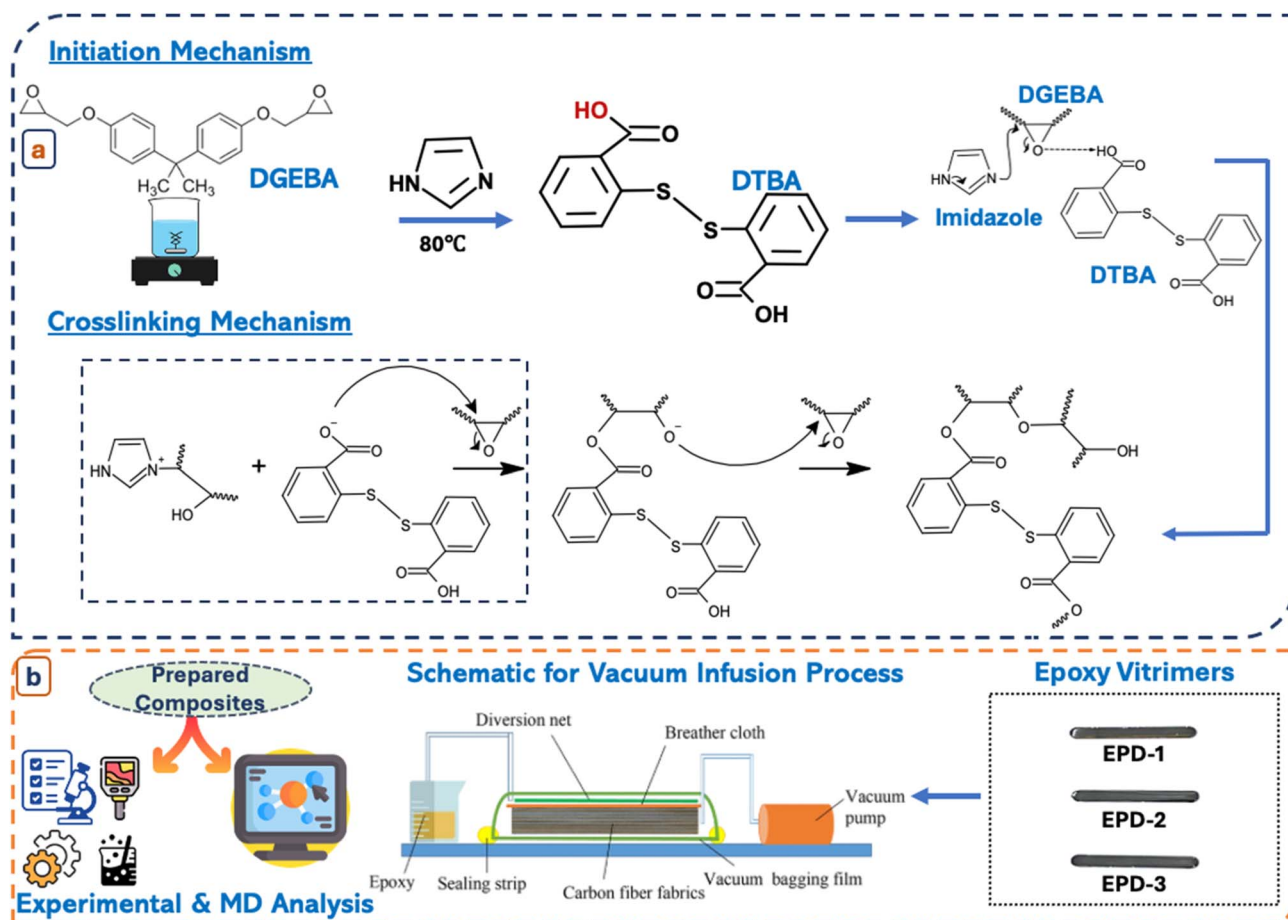 Initiation Mechanism
a
O
O
O
O
H₃C CH₃
DGEBA
HN
N
80℃
HO
O
S
S
DTBA
O
OH
DGEBA
O
HO
O
HN
N
Imidazole
S
S
DTBA
O
OH
Crosslinking Mechanism
HN
N
+
HO
+
O⁻
O
S
S
O
OH
O
O
O⁻
O
S
S
O
OH
O
O
O
O
OH
S
S
O
O
b
Prepared
Composites
Experimental & MD Analysis
Schematic for Vacuum Infusion Process
Diversion net
Breather cloth
Vacuum
pump
Epoxy
Sealing strip
Carbon fiber fabrics
Vacuum bagging film
Epoxy Vitrimers
EPD-1
EPD-2
EPD-3